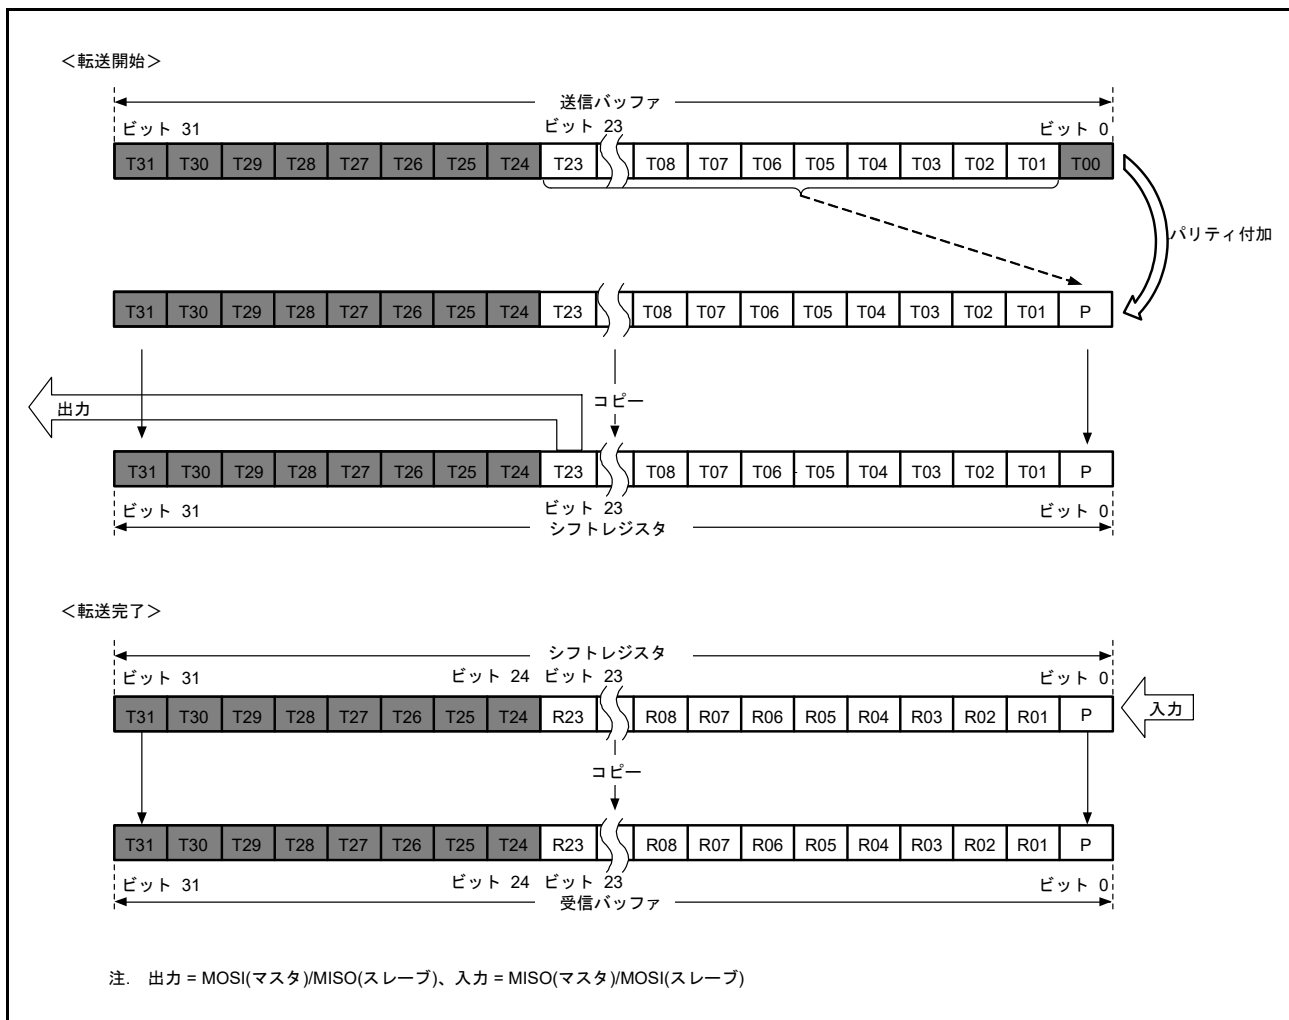 ＜転送開始＞
送信バッファ
ビット 31 ビット 23 ビット 0
T31 T30 T29 T28 T27 T26 T25 T24 T23 T08 T07 T06 T05 T04 T03 T02 T01 T00
パリティ付加
T31 T30 T29 T28 T27 T26 T25 T24 T23 T08 T07 T06 T05 T04 T03 T02 T01 P
コピー
出力
T31 T30 T29 T28 T27 T26 T25 T24 T23 T08 T07 T06 T05 T04 T03 T02 T01 P
ビット 31 ビット 23 ビット 0
シフトレジスタ
＜転送完了＞
シフトレジスタ
ビット 31 ビット 24 ビット 23 ビット 0
T31 T30 T29 T28 T27 T26 T25 T24 R23 R08 R07 R06 R05 R04 R03 R02 R01 P
入力
コピー
T31 T30 T29 T28 T27 T26 T25 T24 R23 R08 R07 R06 R05 R04 R03 R02 R01 P
ビット 31 ビット 24 ビット 23 ビット 0
受信バッファ
注. 出力 = MOSI(マスタ)/MISO(スレーブ)、入力 = MISO(マスタ)/MOSI(スレーブ)